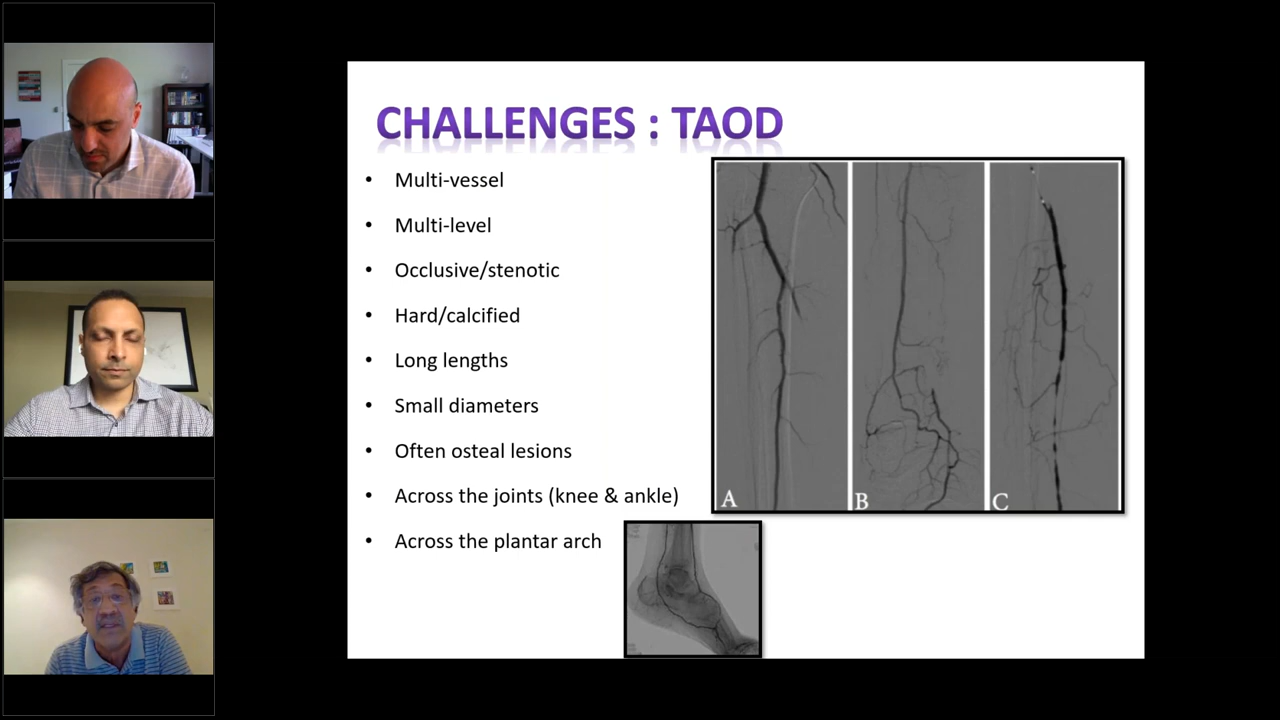 CHALLENGES : TAOD
• Multi-vessel
• Multi-level
• Occlusive/stenotic
• Hard/calcified
• Long lengths
• Small diameters
• Often osteal lesions
• Across the joints (knee & ankle)
• Across the plantar arch
A
B
C